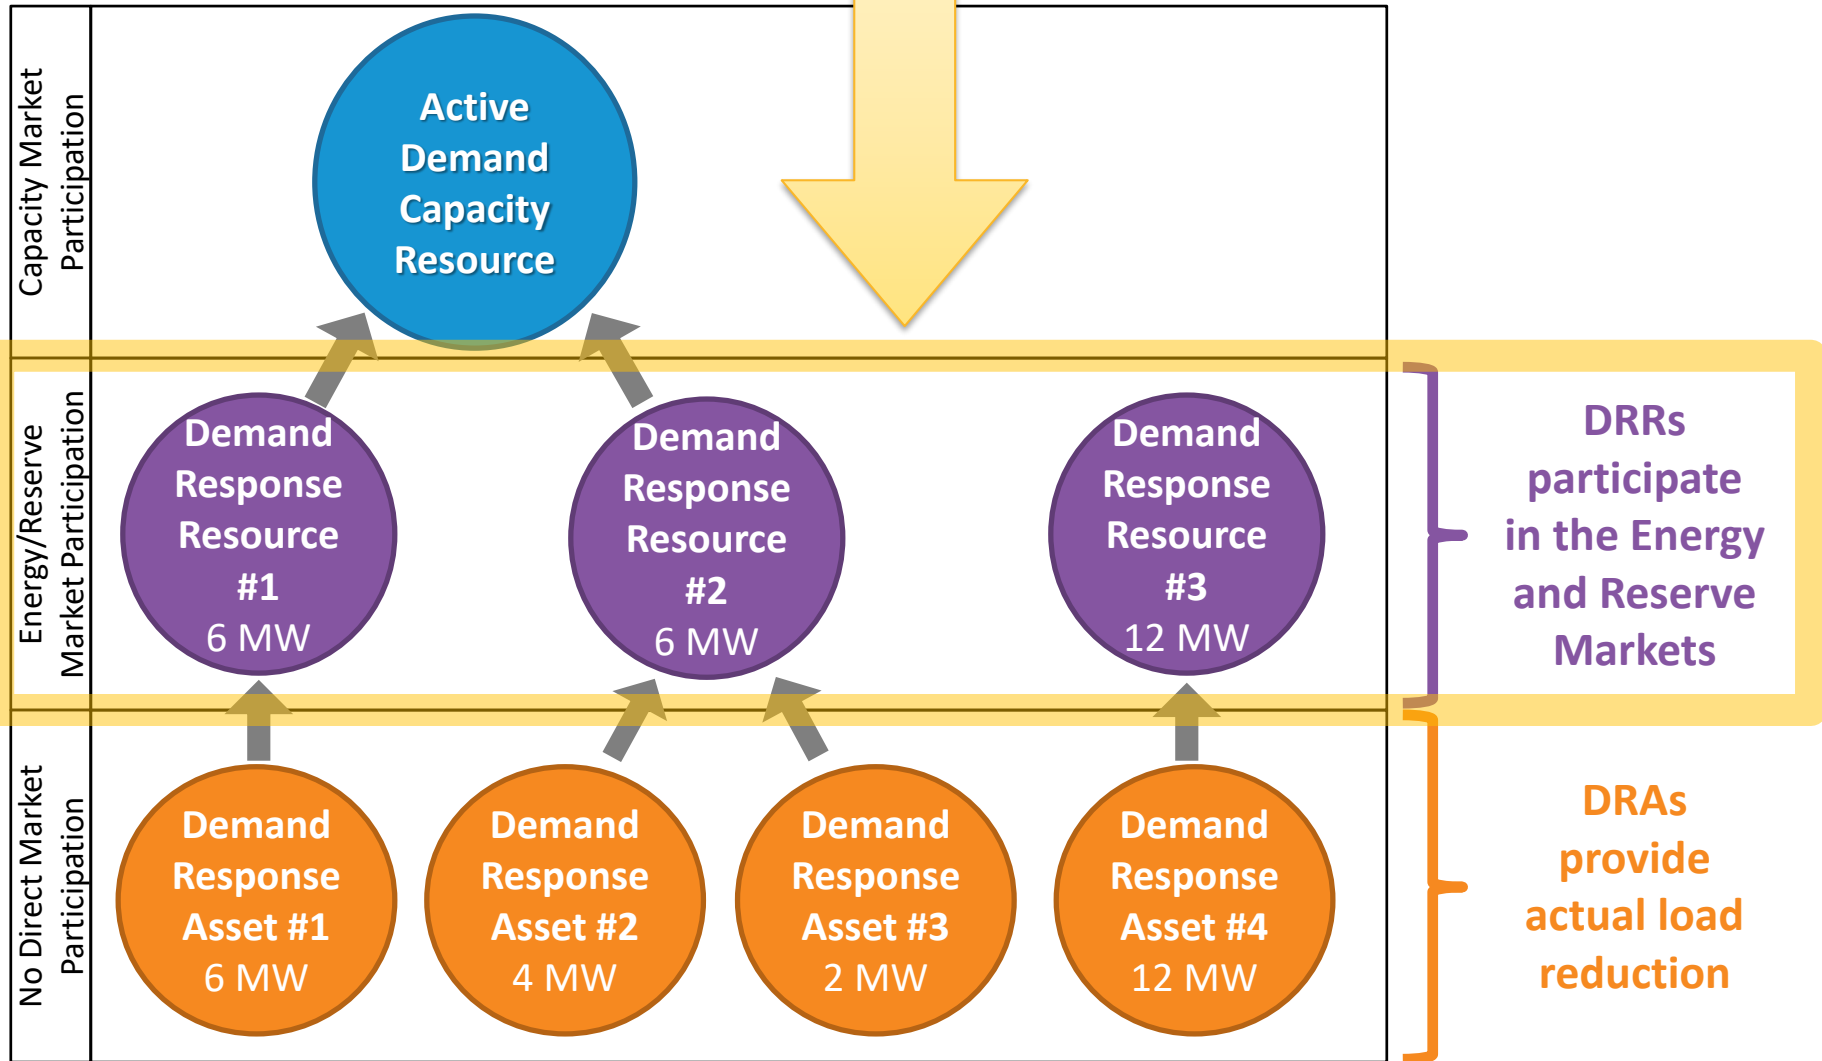 Capacity Market
Participation
Active
Demand
Capacity
Resource
Energy/Reserve
Market Participation
Demand
Response
Resource
#1
6 MW
Demand
Response
Resource
#2
6 MW
Demand
Response
Resource
#3
12 MW
DRRs
participate
in the Energy
and Reserve
Markets
No Direct Market
Participation
Demand
Response
Asset #1
6 MW
Demand
Response
Asset #2
4 MW
Demand
Response
Asset #3
2 MW
Demand
Response
Asset #4
12 MW
DRAs
provide
actual load
reduction